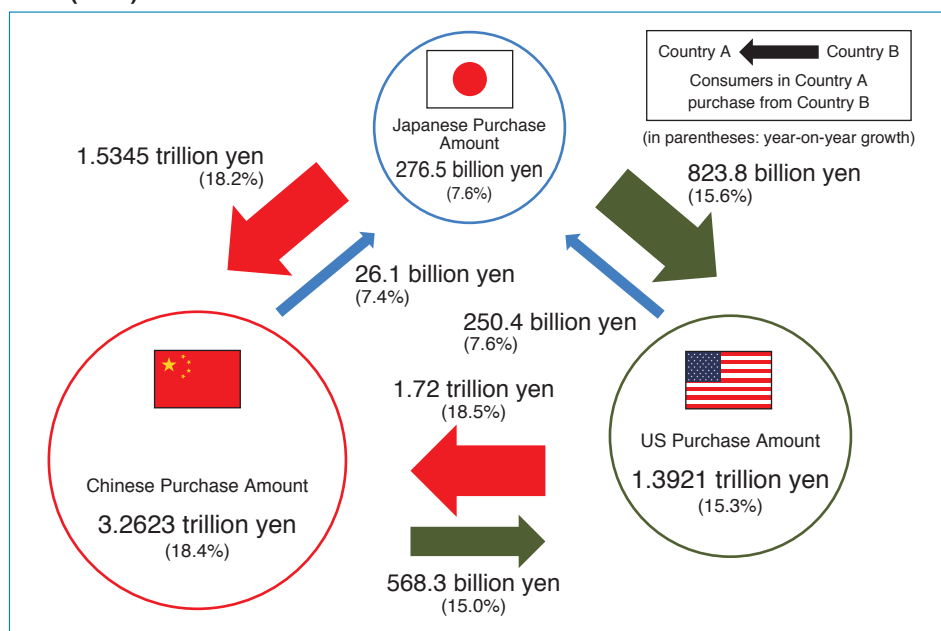 Country A
Country B
Consumers in Country A
purchase from Country B
(in parentheses: year-on-year growth)
Japanese Purchase
Amount
276.5 billion yen
(7.6%)
1.5345 trillion yen
(18.2%)
823.8 billion yen
(15.6%)
26.1 billion yen
(7.4%)
250.4 billion yen
(7.6%)
1.72 trillion yen
(18.5%)
Chinese Purchase Amount
3.2623 trillion yen
(18.4%)
US Purchase Amount
1.3921 trillion yen
(15.3%)
568.3 billion yen
(15.0%)